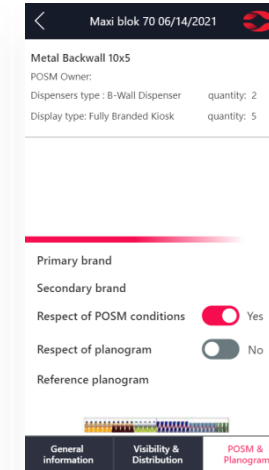 Maxi blok 70 06/14/2021
Metal Backwall 10x5
POSM Owner:
Dispensers type : B-Wall Dispenser quantity: 2
Display type: Fully Branded Kiosk quantity: 5
Primary brand
Secondary brand
Respect of POSM conditions Yes
Respect of planogram No
Reference planogram
General information
Visibility & Distribution
POSM & Planogram